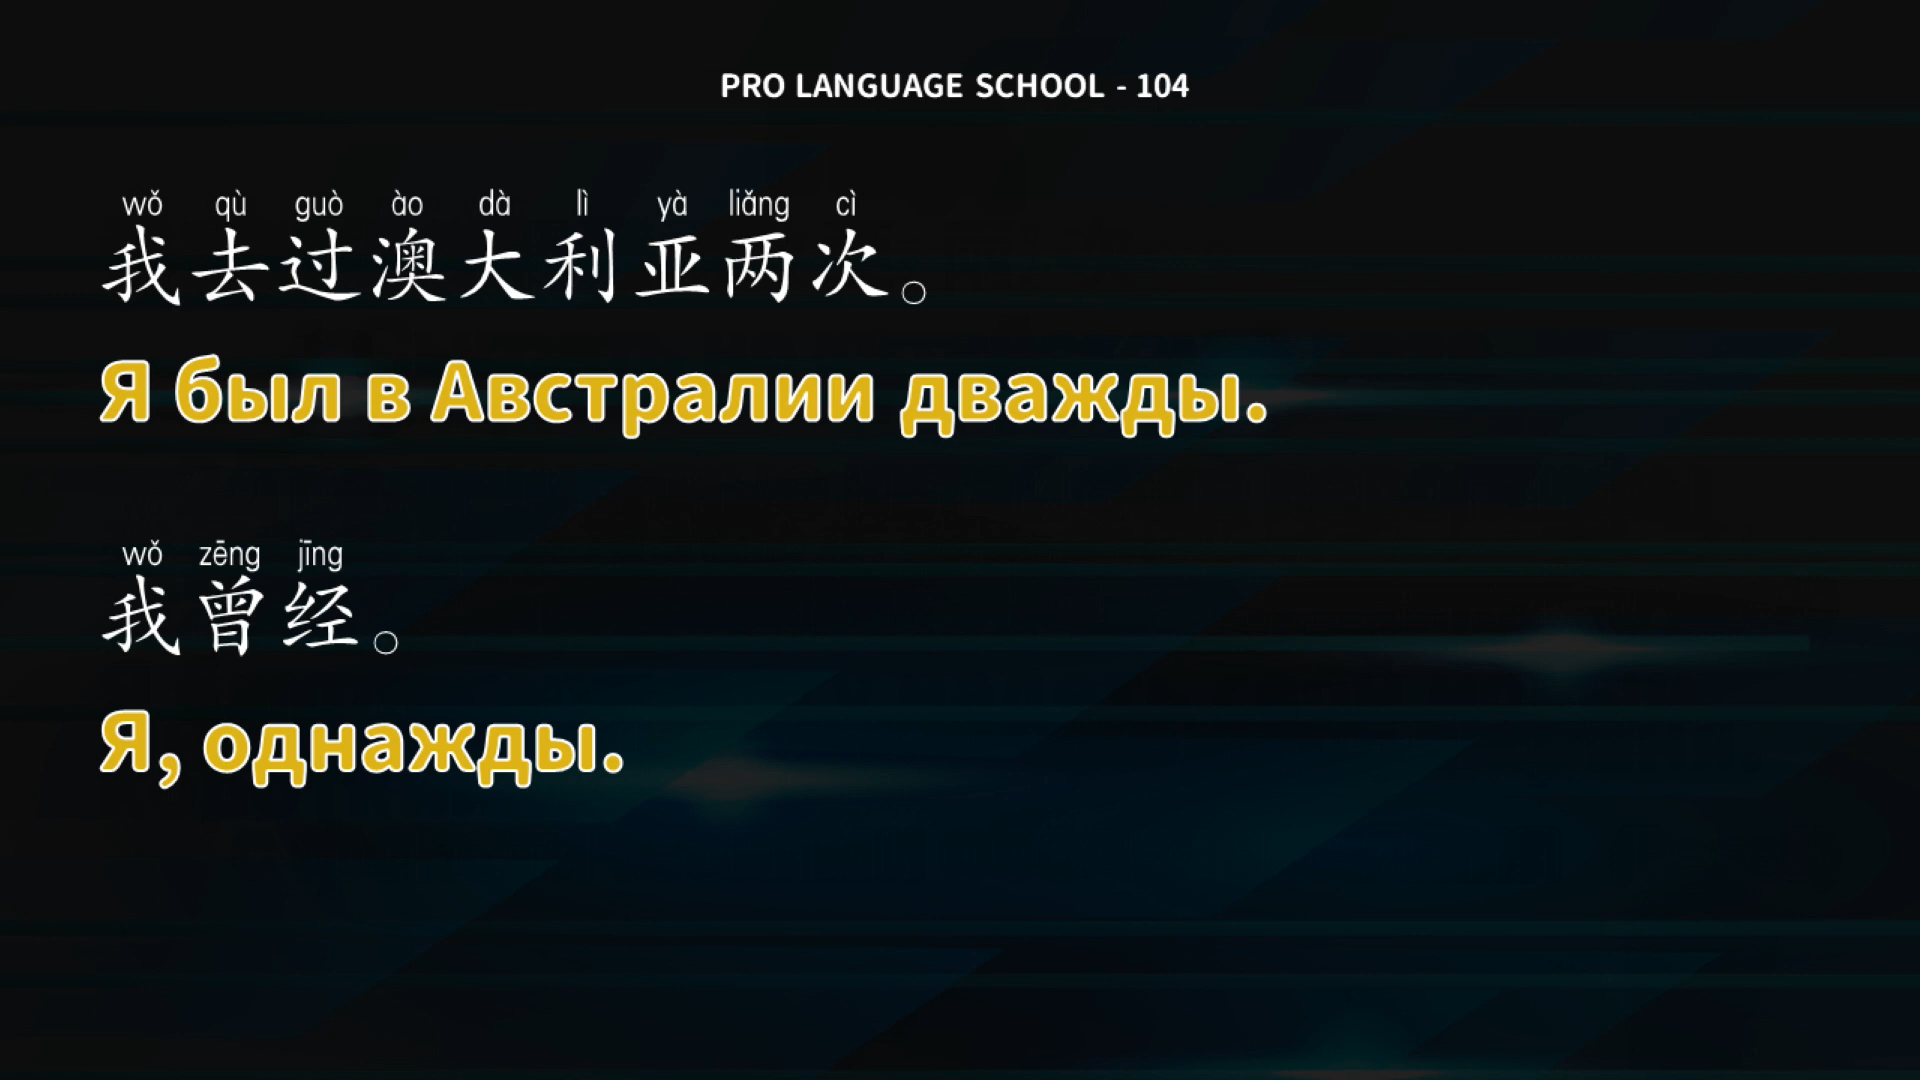 PRO LANGUAGE SCHOOL - 104
wǒ qù guò ào dà lì yà liǎng cì
我去过澳大利亚两次。
Я был в Австралии дважды.
wǒ zēng jīng
我曾经。
Я, однажды.